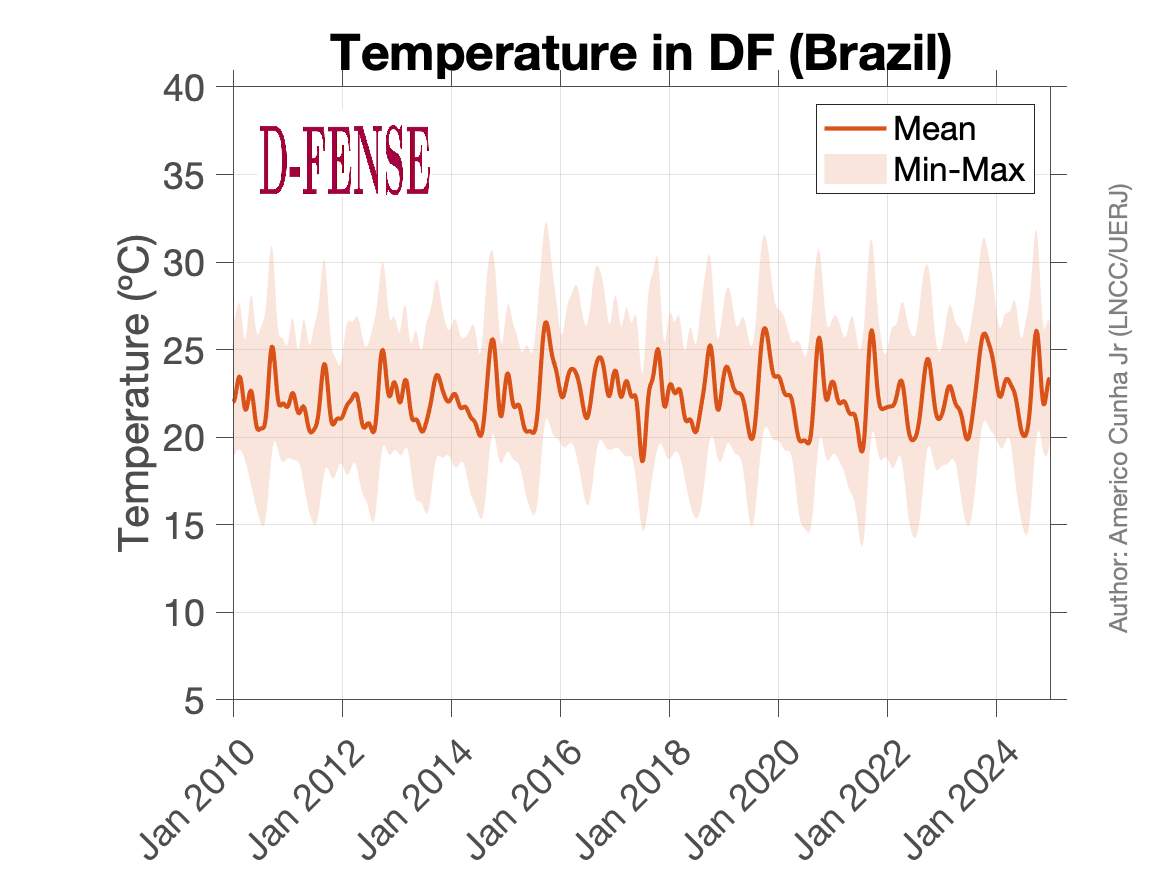 Temperature in DF (Brazil)
D-FENSE
Mean
Min-Max
Temperature (ºC)
40
35
30
25
20
15
10
5
Jan 2010
Jan 2012
Jan 2014
Jan 2016
Jan 2018
Jan 2020
Jan 2022
Jan 2024
Author: Americo Cunha Jr (LNCC/UERJ)